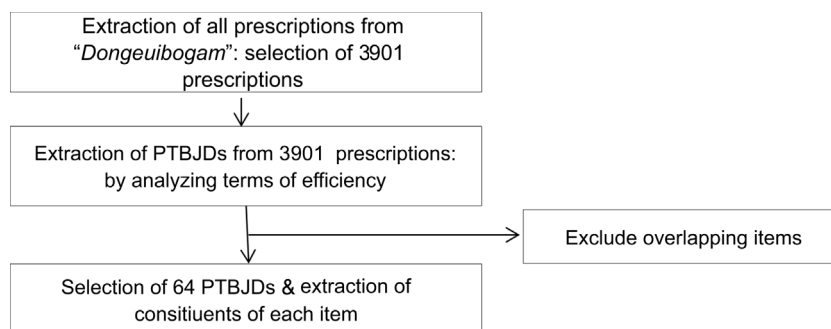 Extraction of all prescriptions from
“Dongeuibogam”: selection of 3901
prescriptions
Extraction of PTBJDs from 3901 prescriptions:
by analyzing terms of efficiency
Exclude overlapping items
Selection of 64 PTBJDs & extraction of
consitiuents of each item